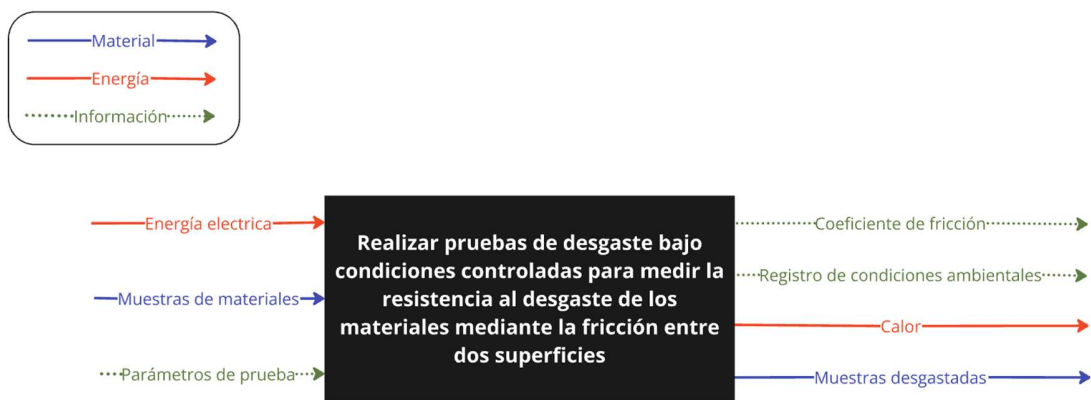 Material
Energía
Información
Energía electrica
Muestras de materiales
Parámetros de prueba
Realizar pruebas de desgaste bajo
condiciones controladas para medir la
resistencia al desgaste de los
materiales mediante la fricción entre
dos superficies
Coeficiente de fricción
Registro de condiciones ambientales
Calor
Muestras desgastadas